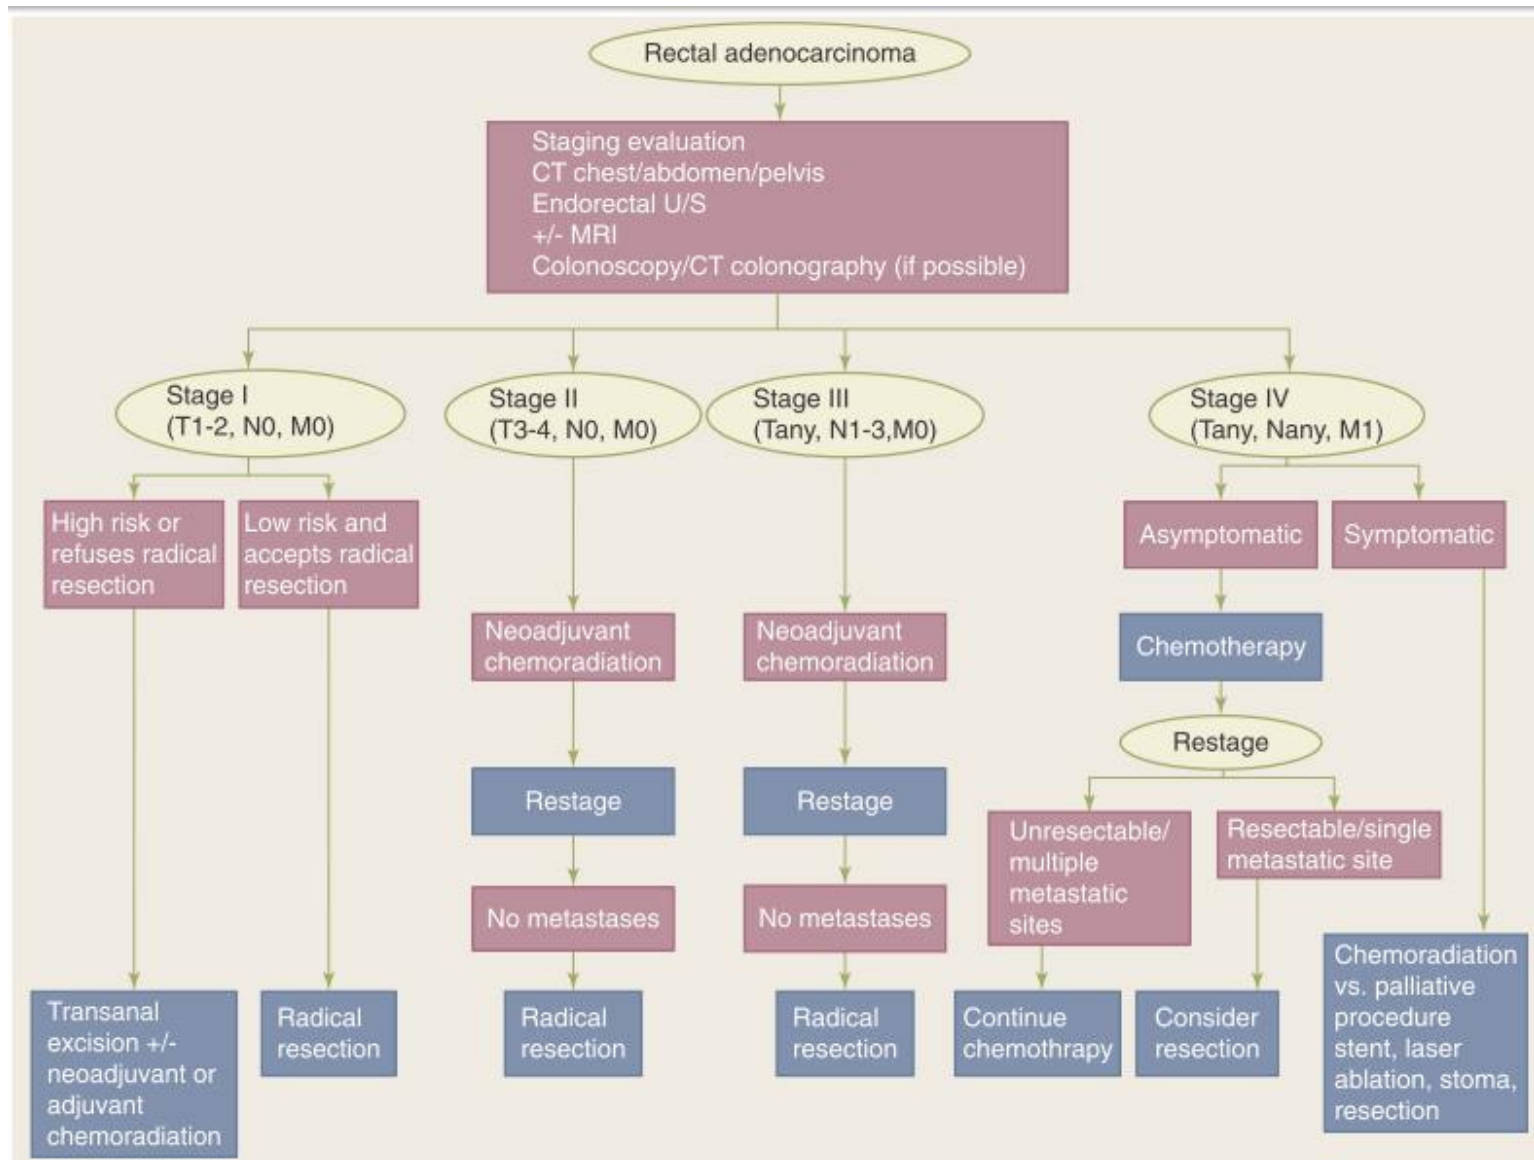 Rectal adenocarcinoma
Staging evaluation
CT chest/abdomen/pelvis
Endorectal U/S
+/- MRI
Colonoscopy/CT colonography (if possible)
Stage I
(T1-2, N0, M0)
Stage II
(T3-4, N0, M0)
Stage III
(Tany, N1-3,M0)
Stage IV
(Tany, Nany, M1)
High risk or
refuses radical
resection
Low risk and
accepts radical
resection
Asymptomatic
Symptomatic
Neoadjuvant
chemoradiation
Neoadjuvant
chemoradiation
Chemotherapy
Restage
Restage
Restage
Unresectable/
multiple
metastatic
sites
Resectable/single
metastatic site
No metastases
No metastases
Transanal
excision +/-
neoadjuvant or
adjuvant
chemoradiation
Radical
resection
Radical
resection
Radical
resection
Continue
chemothrapy
Consider
resection
Chemoradiation
vs. palliative
procedure
stent, laser
ablation, stoma,
resection